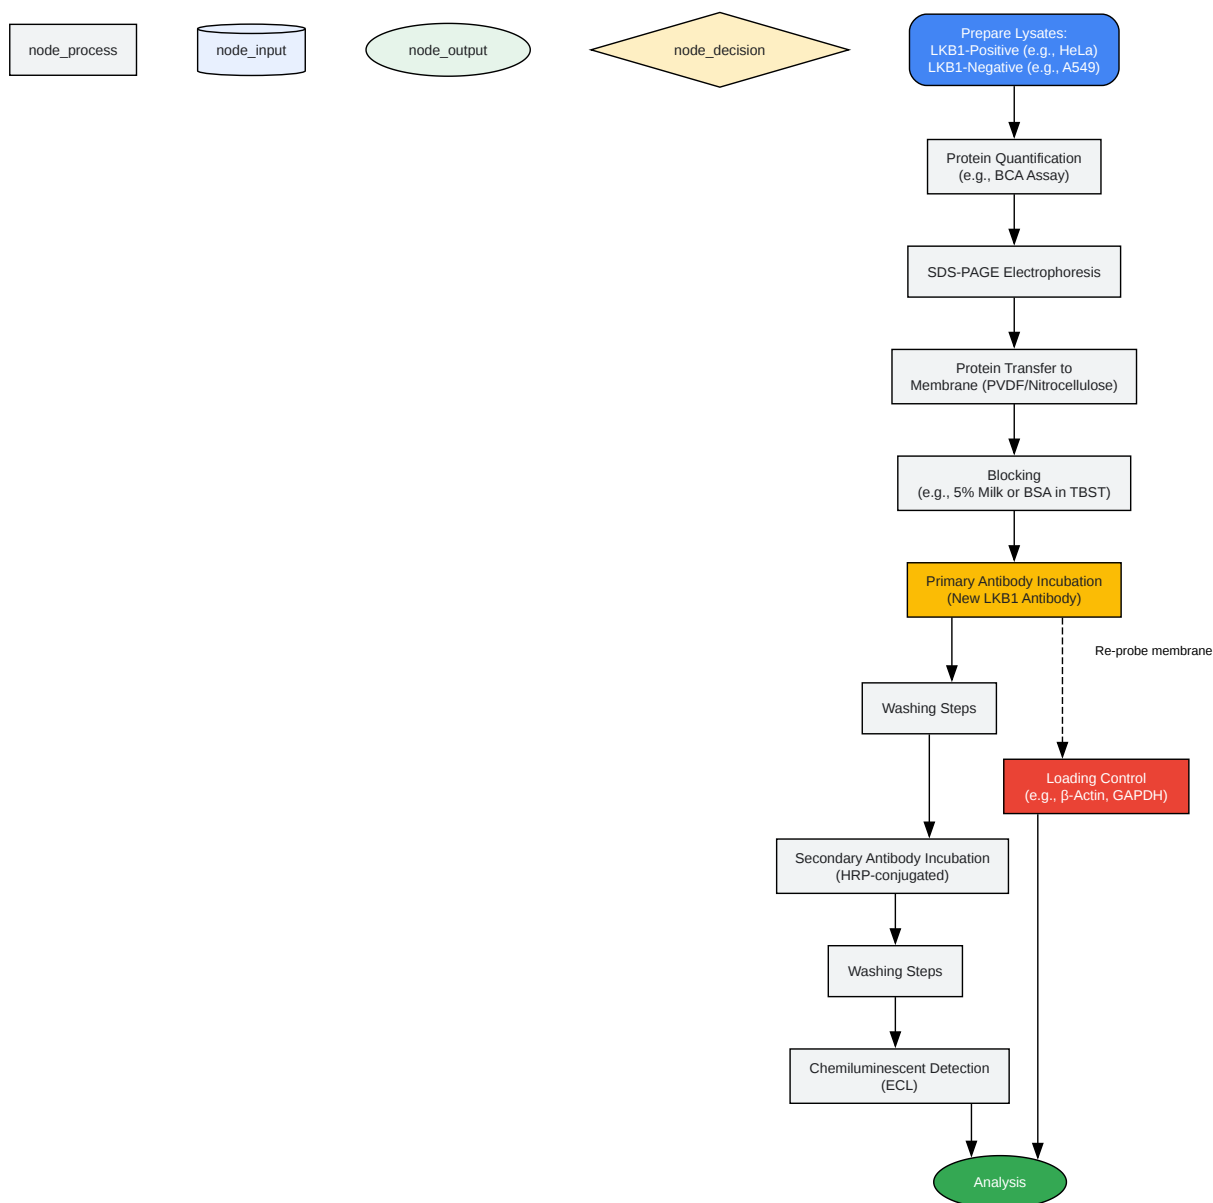 node_process
node_input
node_output
node_decision
Prepare Lysates:
LKB1-Positive (e.g., HeLa)
LKB1-Negative (e.g., A549)
Protein Quantification
(e.g., BCA Assay)
SDS-PAGE Electrophoresis
Protein Transfer to
Membrane (PVDF/Nitrocellulose)
Blocking
(e.g., 5% Milk or BSA in TBST)
Primary Antibody Incubation
(New LKB1 Antibody)
Re-probe membrane
Washing Steps
Loading Control
(e.g., β-Actin, GAPDH)
Secondary Antibody Incubation
(HRP-conjugated)
Washing Steps
Chemiluminescent Detection
(ECL)
Analysis